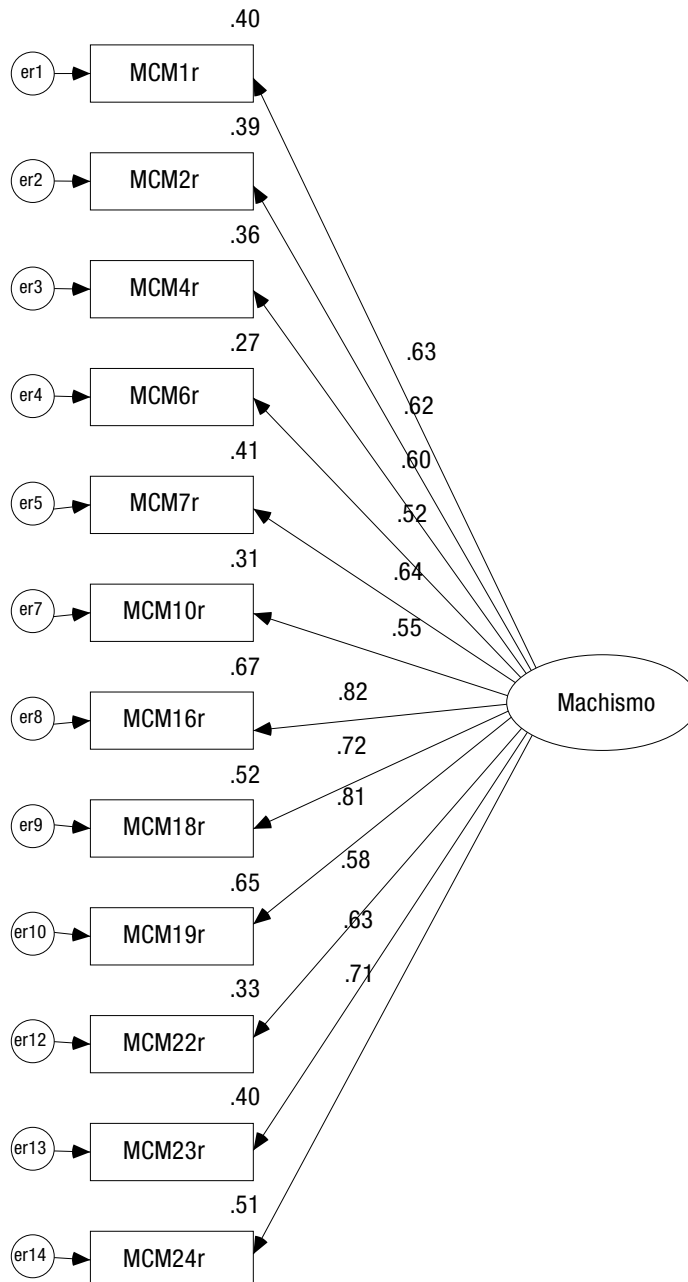 .40
er1
MCM1r
.39
er2
MCM2r
.36
er3
MCM4r
.27
er4
MCM6r
.41
er5
MCM7r
.31
er7
MCM10r
.67
er8
MCM16r
.52
er9
MCM18r
.65
er10
MCM19r
.33
er12
MCM22r
.40
er13
MCM23r
.51
er14
MCM24r
.63
.62
.60
.52
.64
.55
.82
.72
.81
.58
.63
.71
Machismo